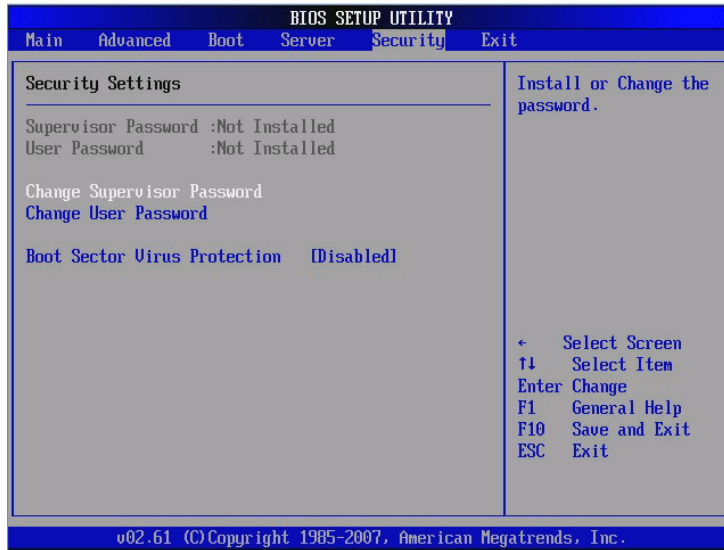 BIOS SETUP UTILITY
Main Advanced Boot Server Security Exit
Security Settings
Supervisor Password :Not Installed
User Password :Not Installed
Change Supervisor Password
Change User Password
Boot Sector Virus Protection [Disabled]
Install or Change the
password.
← Select Screen
↑↓ Select Item
Enter Change
F1 General Help
F10 Save and Exit
ESC Exit
v02.61 (C)Copyright 1985-2007, American Megatrends, Inc.